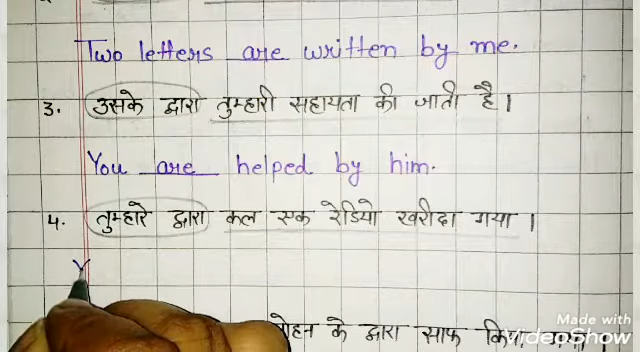 Two letters are written by me.
3. उसके द्वारा तुम्हारी सहायता की जाती है।
You are helped by him.
4. तुम्हारे द्वारा कल एक रेडियो खरीदा गया।
Y
के द्वारा साफ किया
Made with
VideoShow